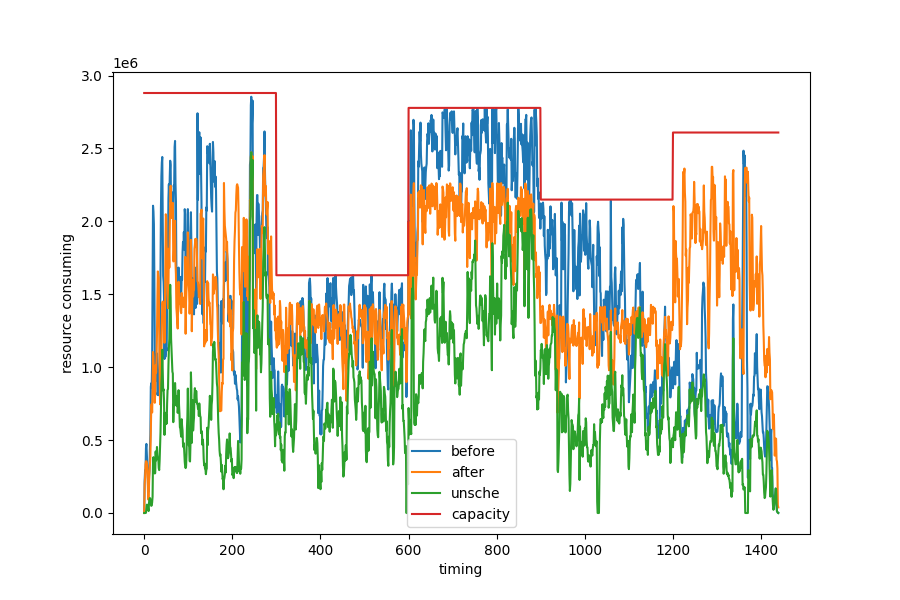 1e6
3.0
2.5
2.0
1.5
1.0
0.5
0.0
resource consuming
before
after
unsche
capacity
0 200 400 600 800 1000 1200 1400
timing